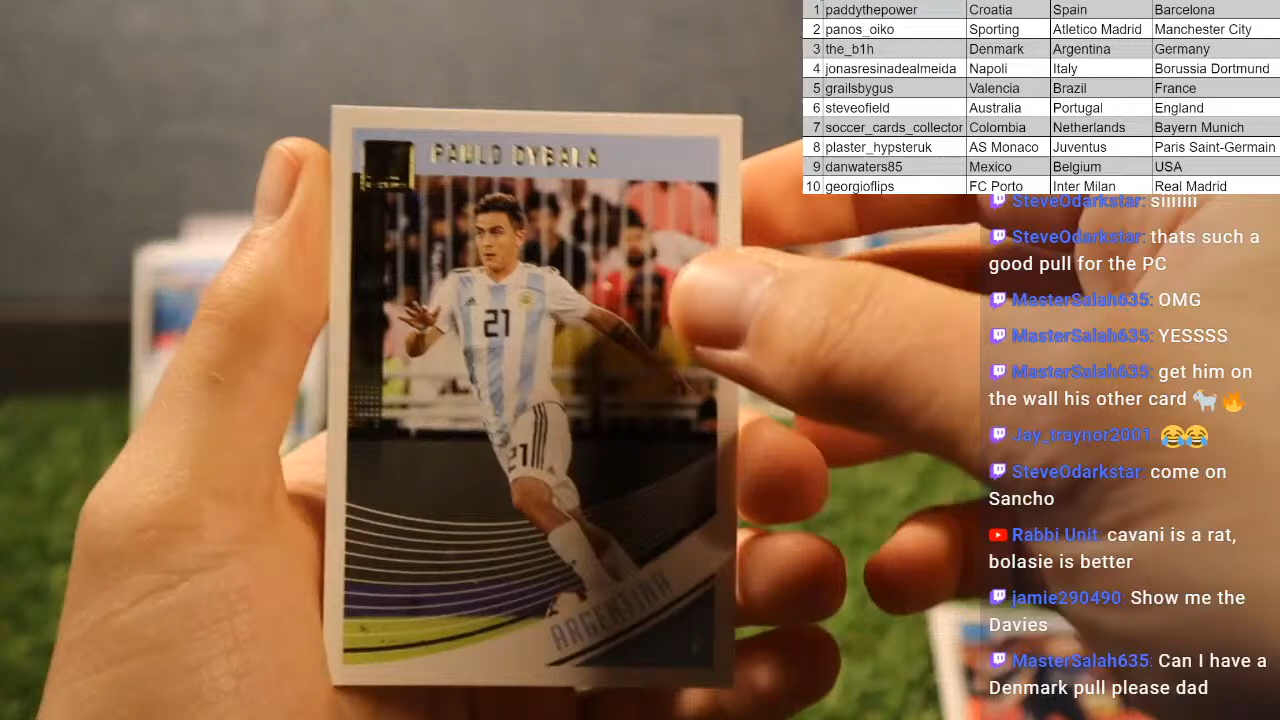 1 paddythepower Croatia Spain Barcelona
2 panos_oiko Sporting Atletico Madrid Manchester City
3 the_b1h Denmark Argentina Germany
4 jonasresinadealmeida Napoli Italy Borussia Dortmund
5 grailsbygus Valencia Brazil France
6 steveofield Australia Portugal England
7 soccer_cards_collector Colombia Netherlands Bayern Munich
8 plaster_hypsteruk AS Monaco Juventus Paris Saint-Germain
9 danwaters85 Mexico Belgium USA
10 georgioflips FC Porto Inter Milan Real Madrid
PAULO DYBALA
21
21
ARGENTINA
SteveOdarkstar: siiiiii
SteveOdarkstar: thats such a
good pull for the PC
MasterSalah635: OMG
MasterSalah635: YESSSS
MasterSalah635: get him on
the wall his other card 🐐🔥
Jay_traynor2001: 😂😂
SteveOdarkstar: come on
Sancho
Rabbi Unit: cavani is a rat,
bolasie is better
jamie290490: Show me the
Davies
MasterSalah635: Can I have a
Denmark pull please dad